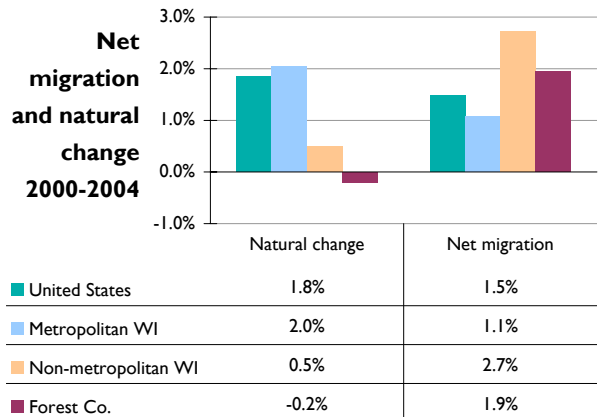 Net
migration
and natural
change
2000-2004
3.0%
2.0%
1.0%
0.0%
-1.0%
Natural change Net migration
United States 1.8% 1.5%
Metropolitan WI 2.0% 1.1%
Non-metropolitan WI 0.5% 2.7%
Forest Co. -0.2% 1.9%